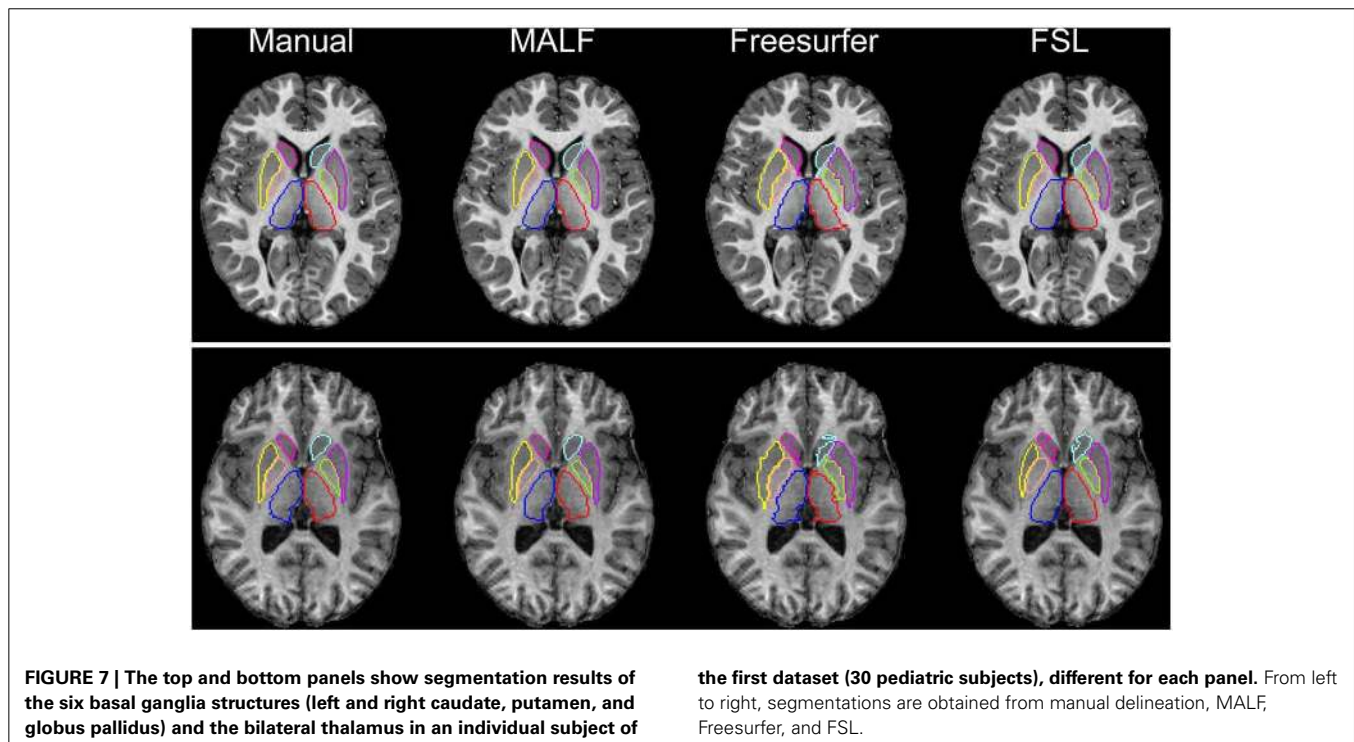 Manual MALF Freesurfer FSL
FIGURE 7 | The top and bottom panels show segmentation results of
the six basal ganglia structures (left and right caudate, putamen, and
globus pallidus) and the bilateral thalamus in an individual subject of
the first dataset (30 pediatric subjects), different for each panel. From left
to right, segmentations are obtained from manual delineation, MALF,
Freesurfer, and FSL.